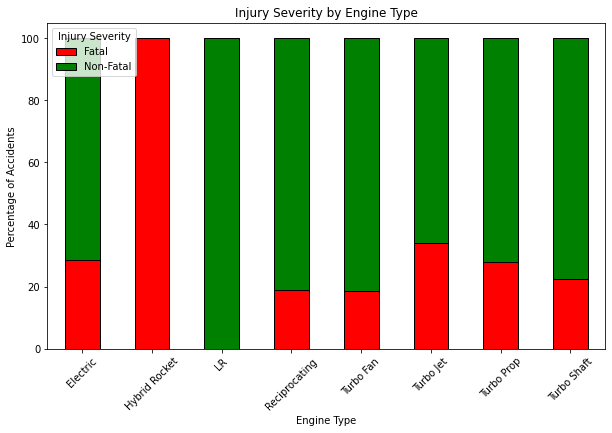 Injury Severity by Engine Type
Injury Severity
Fatal
Non-Fatal
Percentage of Accidents
100
80
60
40
20
0
Electric
Hybrid Rocket
LR
Reciprocating
Turbo Fan
Turbo Jet
Turbo Prop
Turbo Shaft
Engine Type